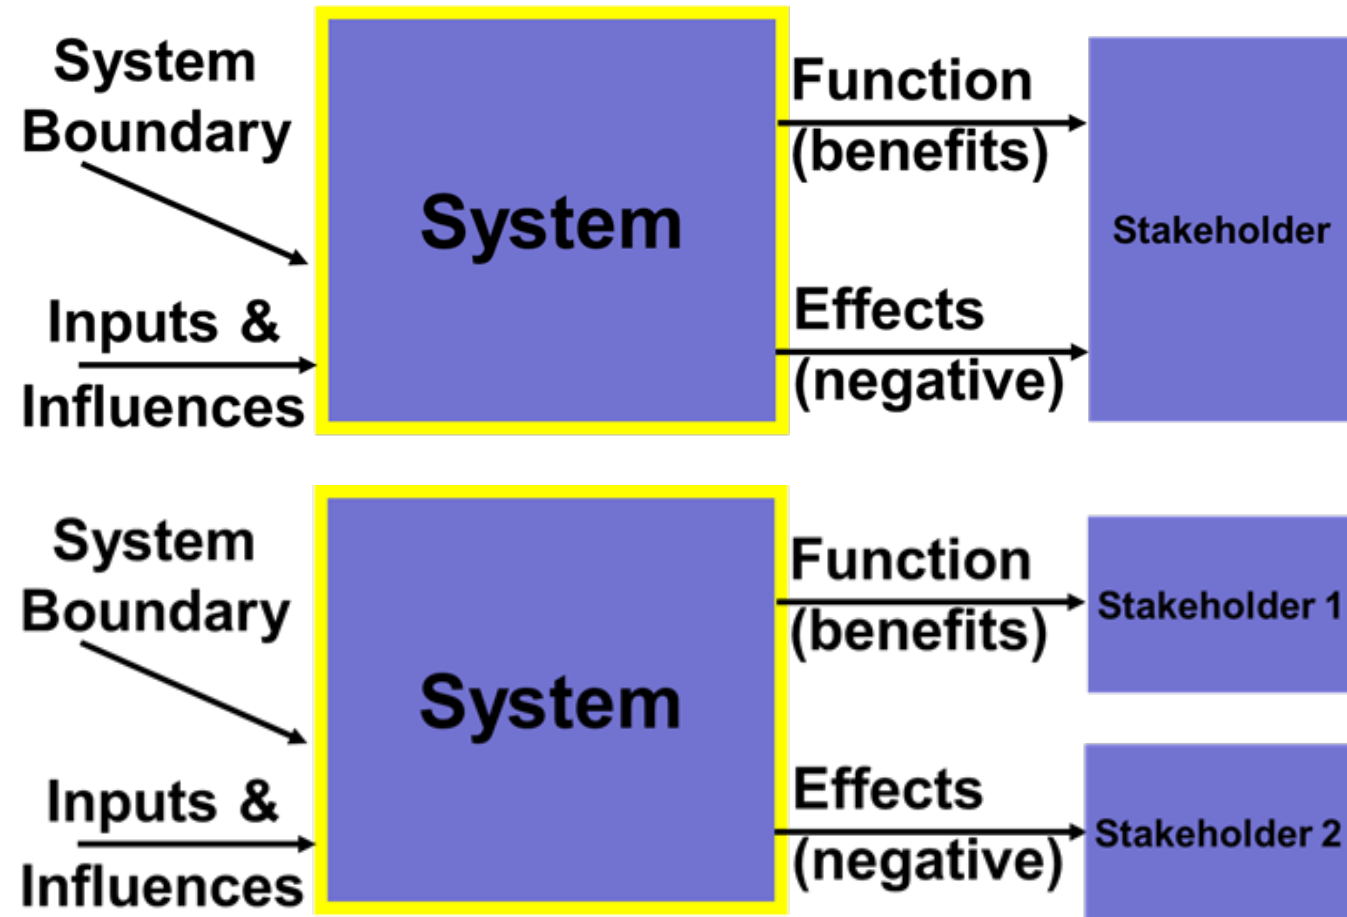 System
Boundary
Inputs &
Influences
System
Function
(benefits)
Effects
(negative)
Stakeholder
System
Boundary
Inputs &
Influences
System
Function
(benefits)
Effects
(negative)
Stakeholder 1
Stakeholder 2